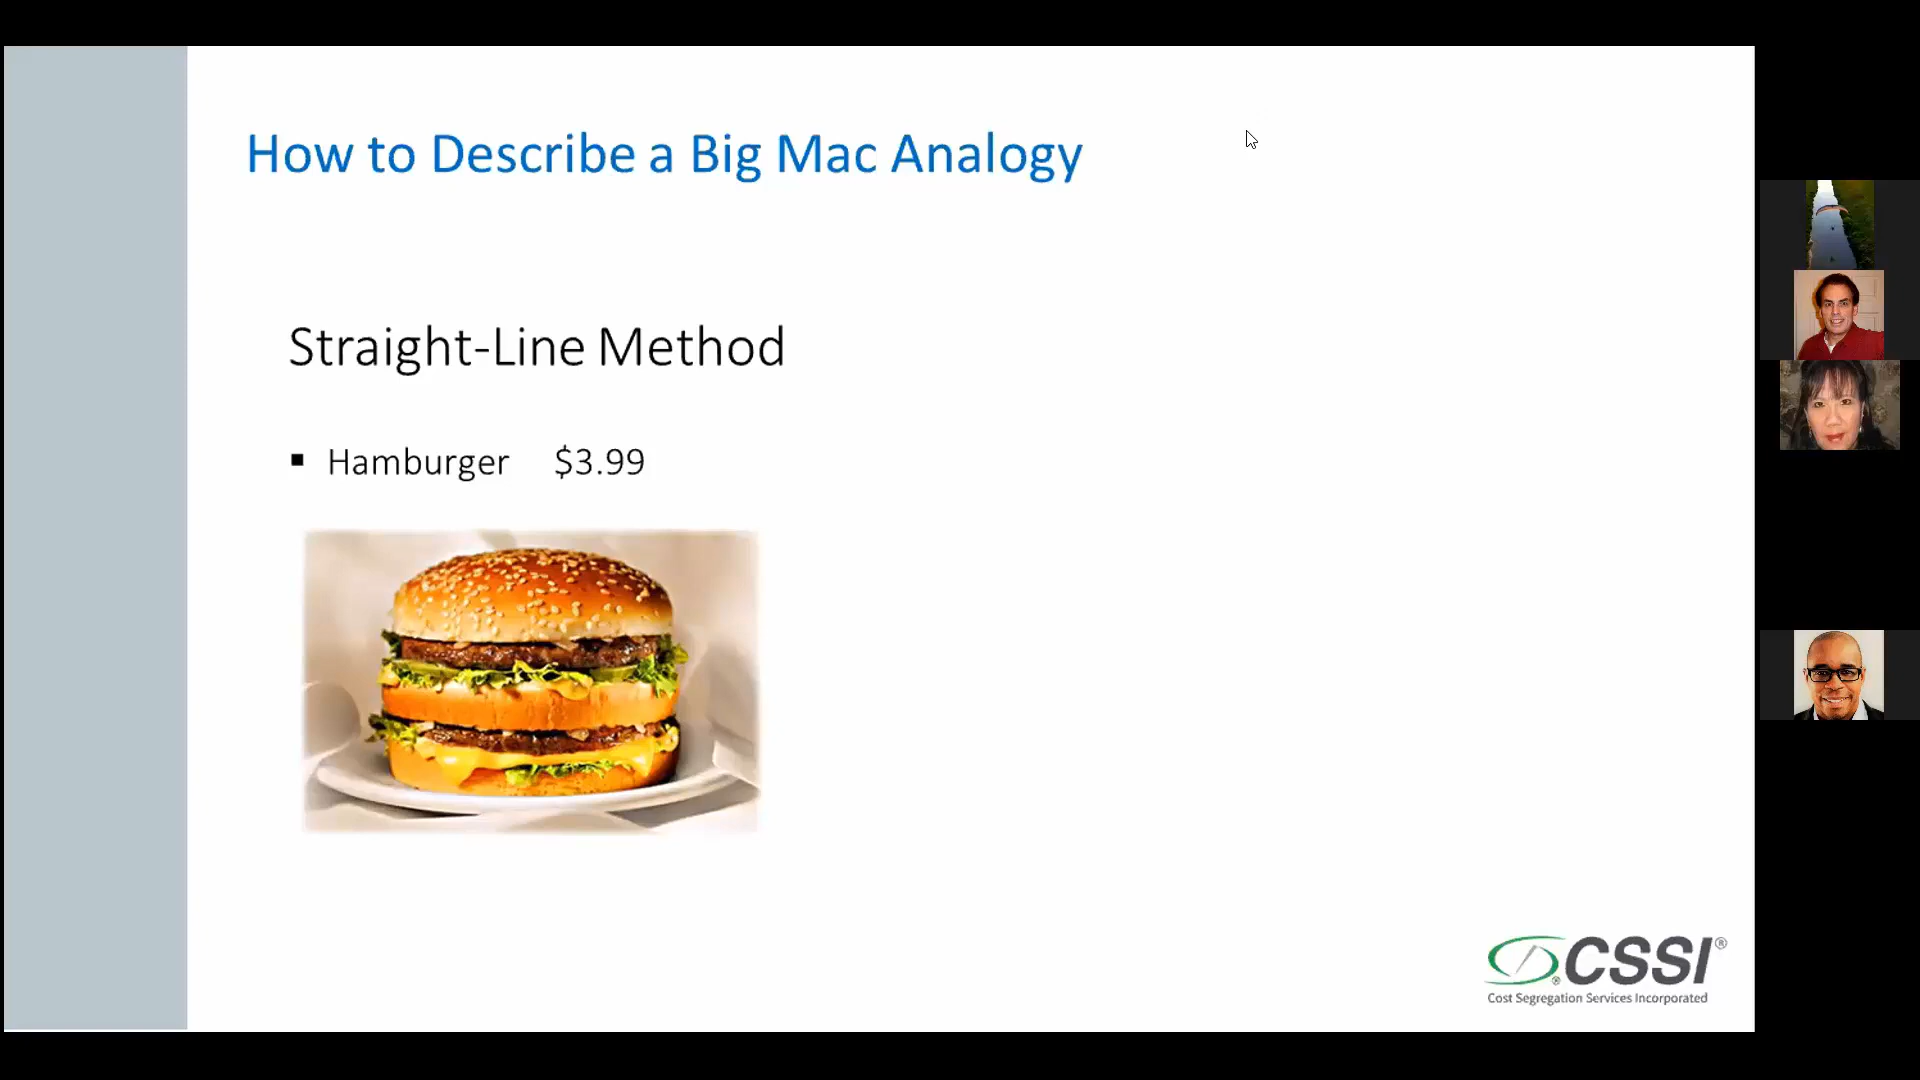 How to Describe a Big Mac Analogy
Straight-Line Method
▪ Hamburger $3.99
CSSI®
Cost Segregation Services Incorporated